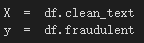 X = df.clean_text
y = df.fraudulent